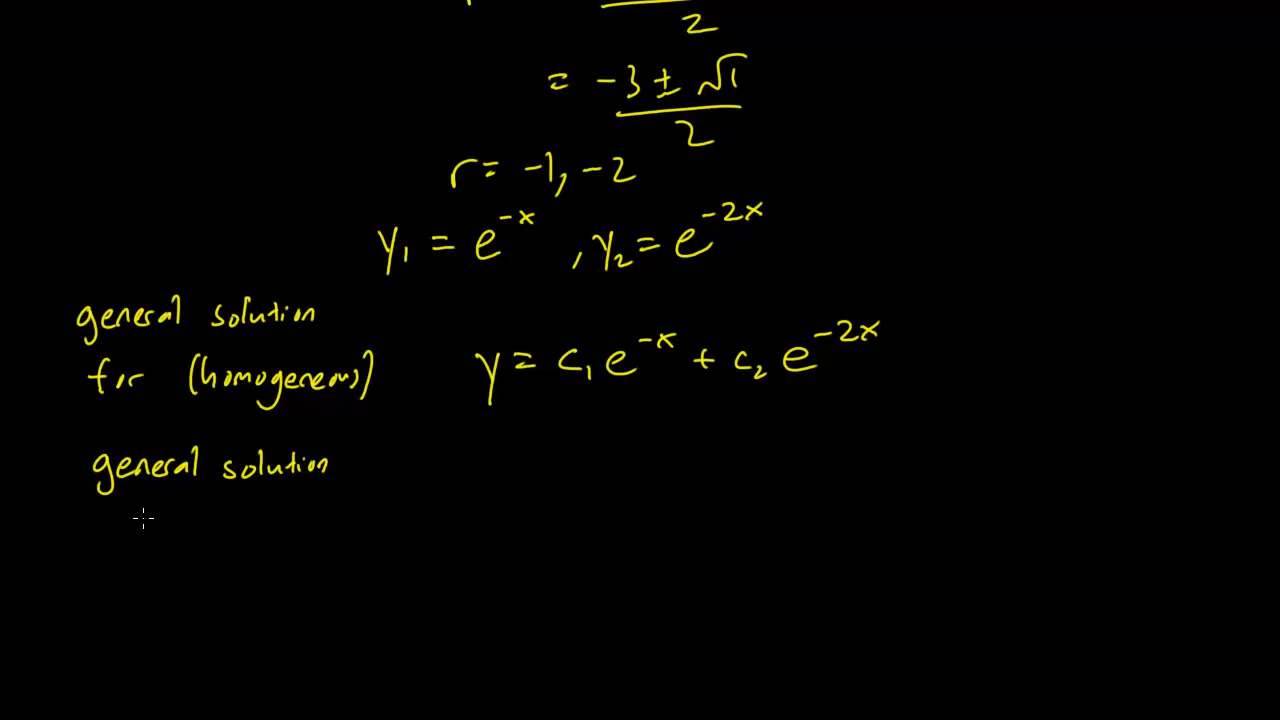 2
= -3 ± √1
2
r = -1, -2
y₁ = e^{-x} , y₂ = e^{-2x}
general solution
for (homogeneous) y = c₁e^{-x} + c₂e^{-2x}
general solution